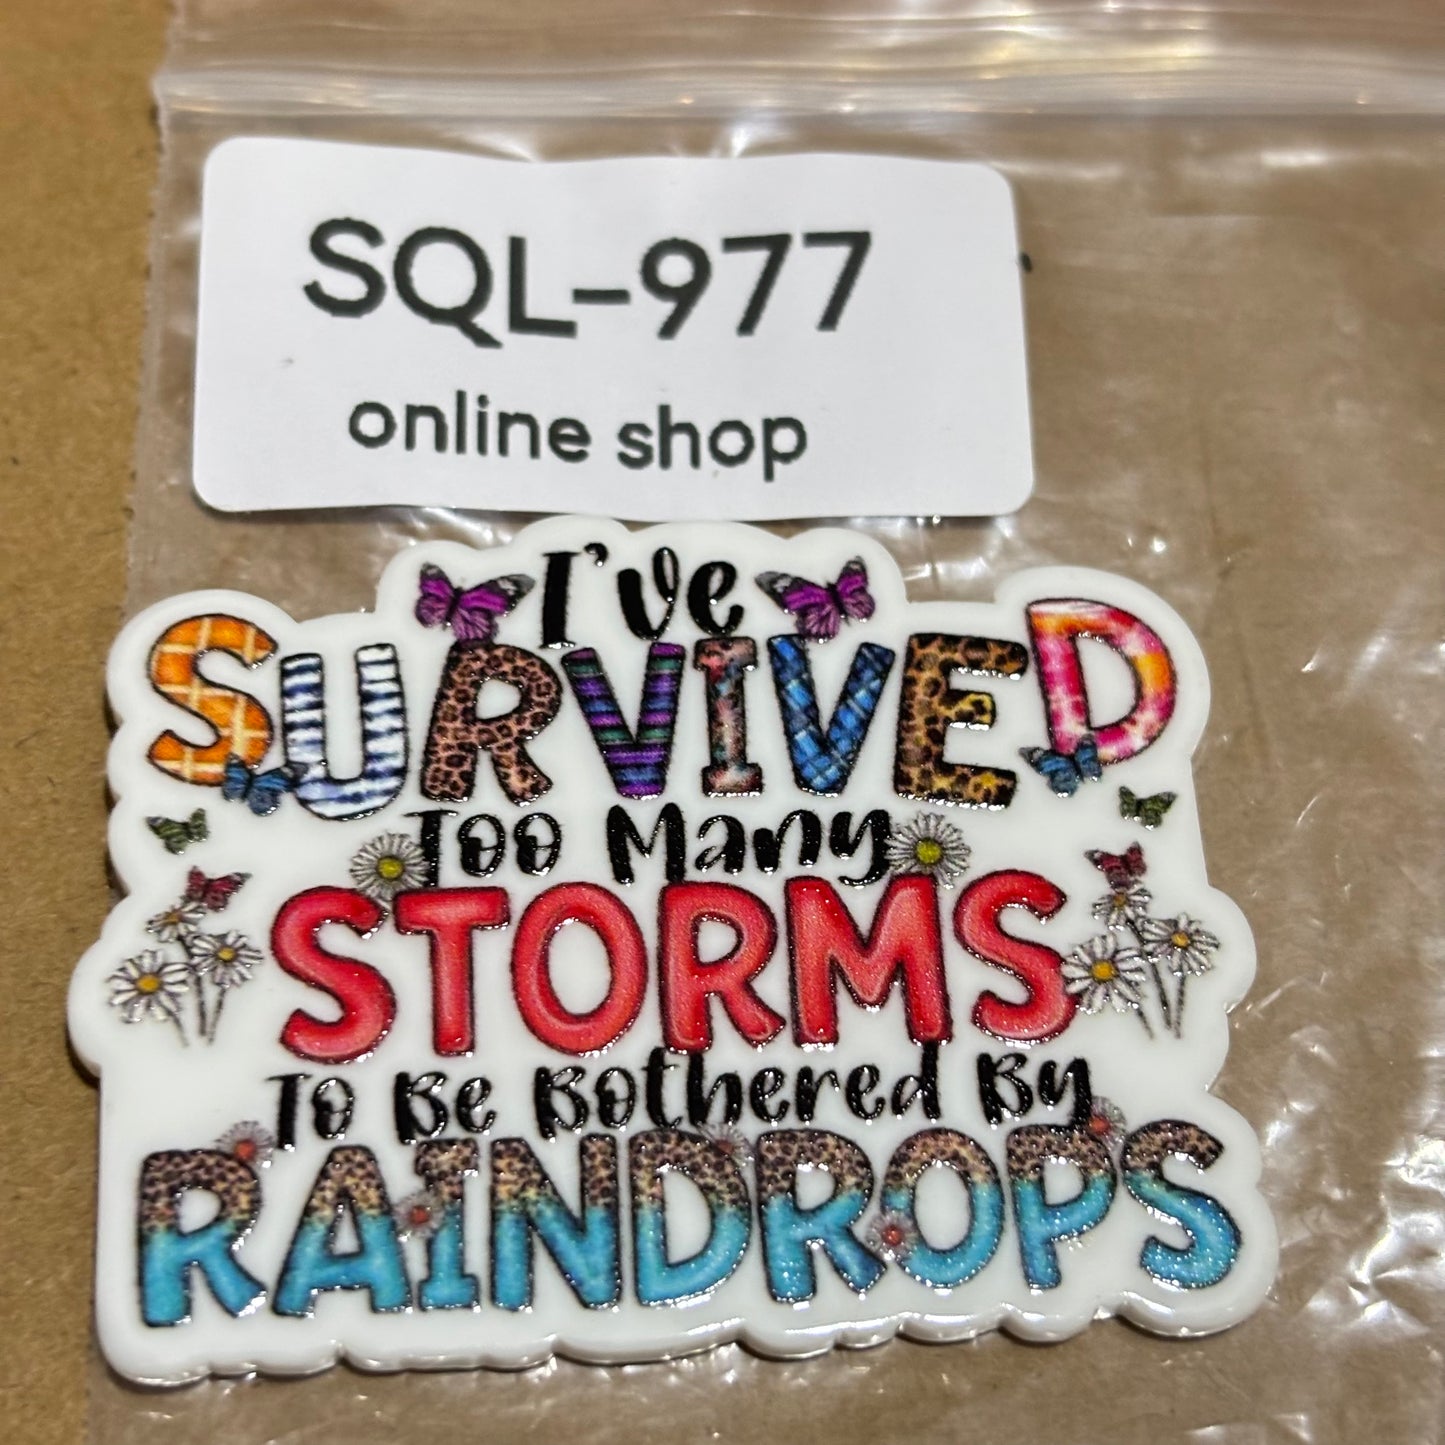 SQL-977
online shop
I've
SURVIVED
Too Many
STORMS
To Be Bothered By
RAINDROPS